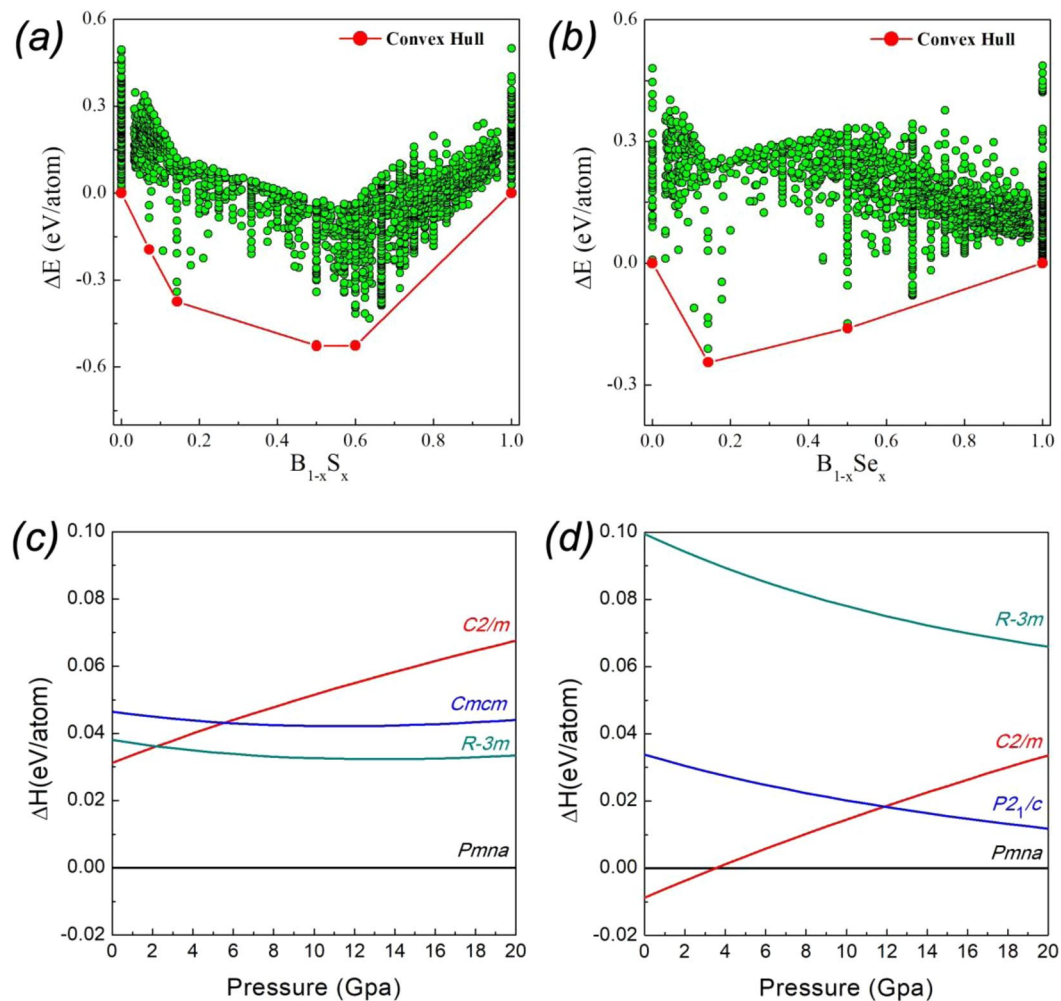 (a)
Convex Hull
ΔE (eV/atom)
0.6
0.3
0.0
-0.3
-0.6
0.0 0.2 0.4 0.6 0.8 1.0
B1-xSx
(b)
Convex Hull
ΔE (eV/atom)
0.6
0.3
0.0
-0.3
0.0 0.2 0.4 0.6 0.8 1.0
B1-xSex
(c)
ΔH(eV/atom)
0.10
0.08
0.06
0.04
0.02
0.00
-0.02
C2/m
Cmcm
R-3m
Pmna
0 2 4 6 8 10 12 14 16 18 20
Pressure (Gpa)
(d)
ΔH(eV/atom)
0.10
0.08
0.06
0.04
0.02
0.00
-0.02
R-3m
C2/m
P21/c
Pmna
0 2 4 6 8 10 12 14 16 18 20
Pressure (Gpa)